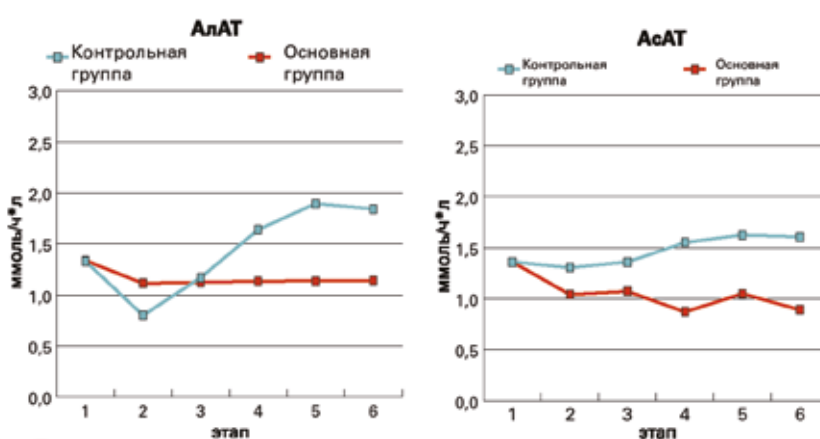 АлАТ
Контрольная группа
Основная группа
3,0
2,5
2,0
1,5
1,0
0,5
0,0
ммоль/ч*л
1 2 3 4 5 6
этап
АсАТ
Контрольная группа
Основная группа
3,0
2,5
2,0
1,5
1,0
0,5
0,0
ммоль/ч*л
1 2 3 4 5 6
этап